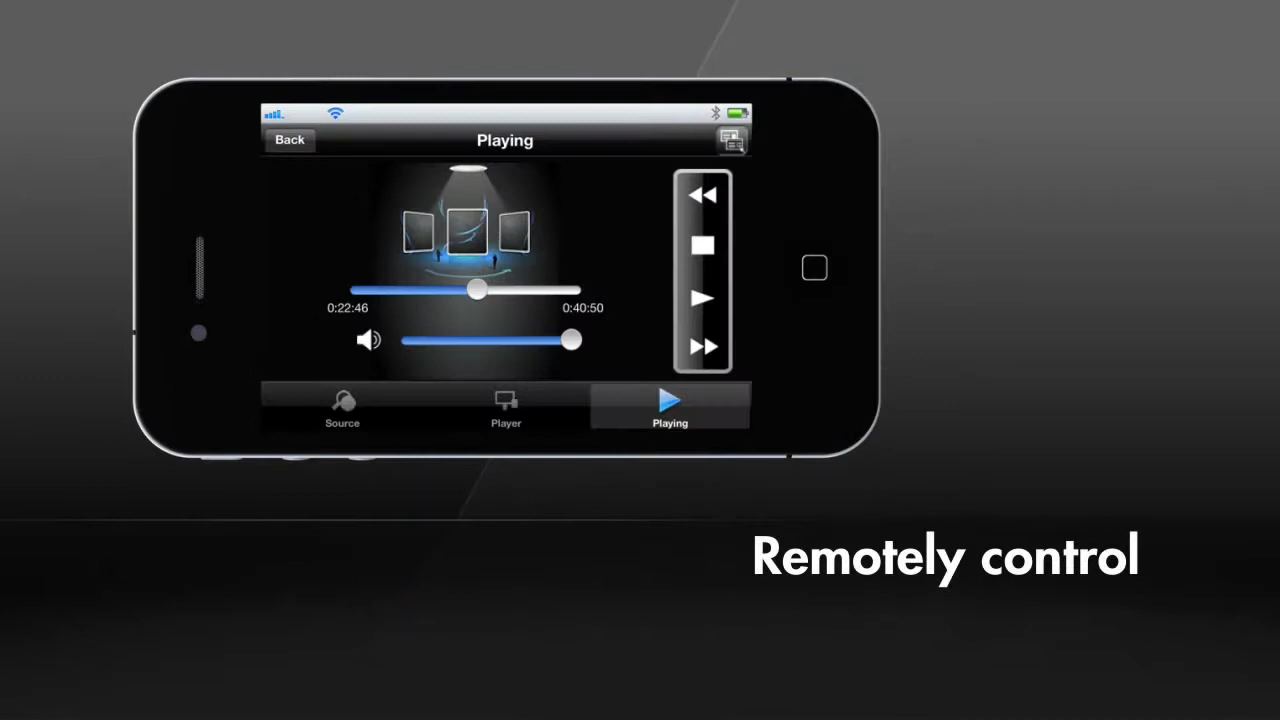 Back
Playing
0:22:46
0:40:50
Source
Player
Playing
Remotely control